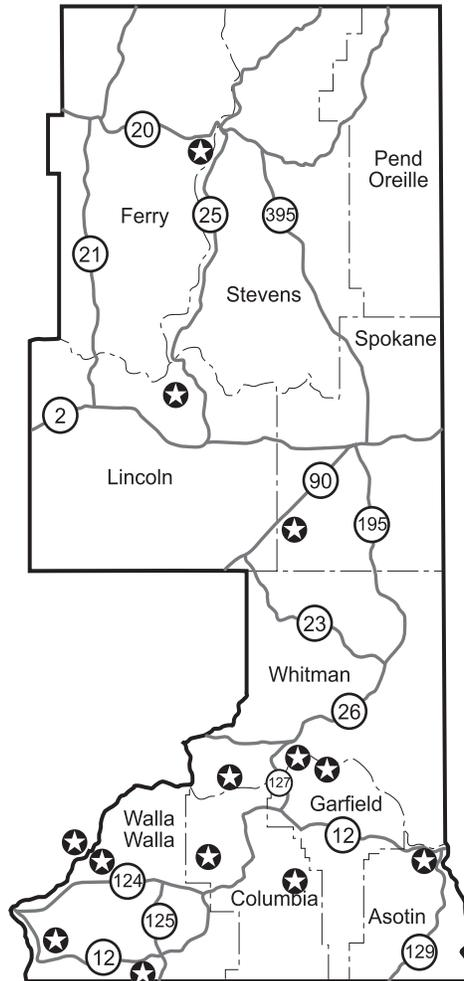 20
Pend
Oreille
Ferry
25
395
21
Stevens
Spokane
2
Lincoln
90
195
23
Whitman
26
127
Garfield
Walla
Walla
12
124
Columbia
125
Asotin
12
129